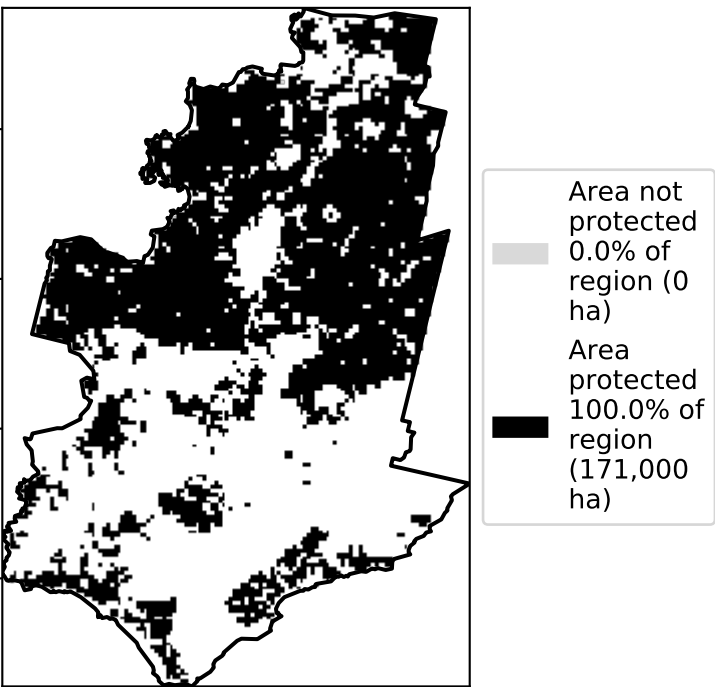 Area not
protected
0.0% of
region (0
ha)
Area
protected
100.0% of
region
(171,000
ha)